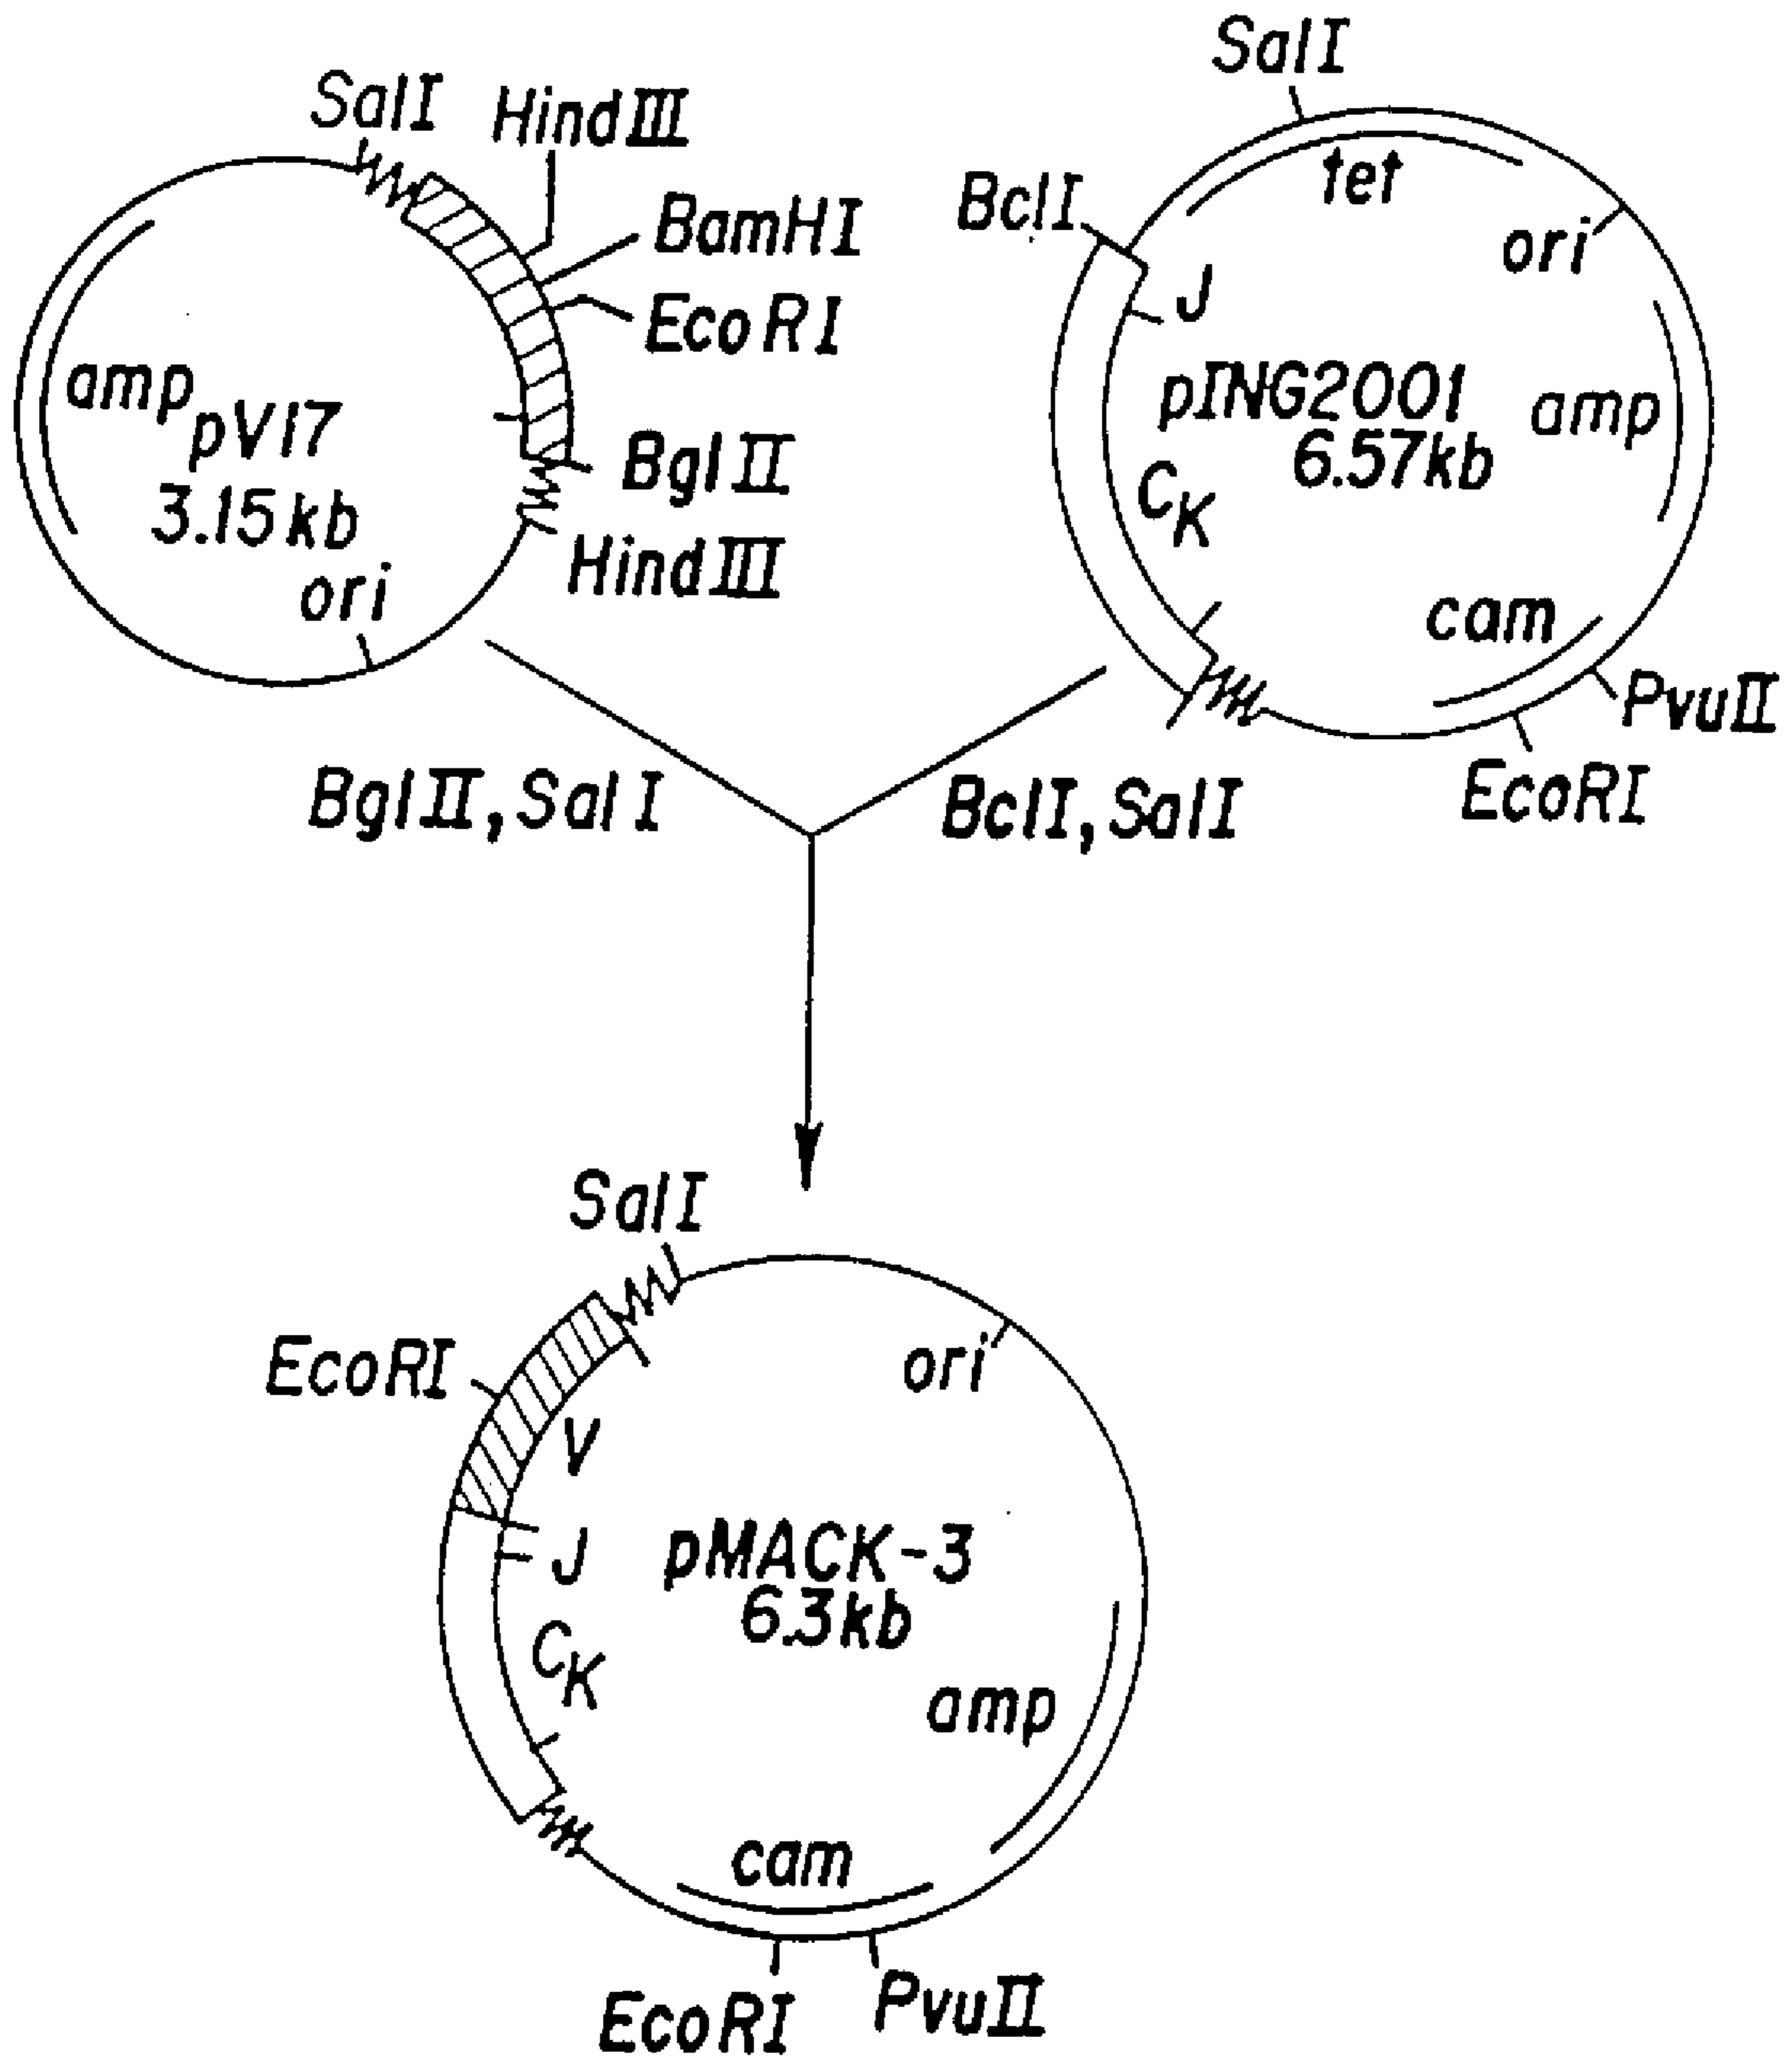 SalI
HindIII
BamHI
EcoRI
amp
pV17
3.15kb
BglII
HindIII
ori
SalI
BclI
tet
ori
J
pING2001
6.57kb
amp
CK
cam
PvuII
EcoRI
BglII, SalI
BclI, SalI
SalI
EcoRI
ori
V
J
pMACK-3
6.3kb
CK
amp
cam
EcoRI
PvuII